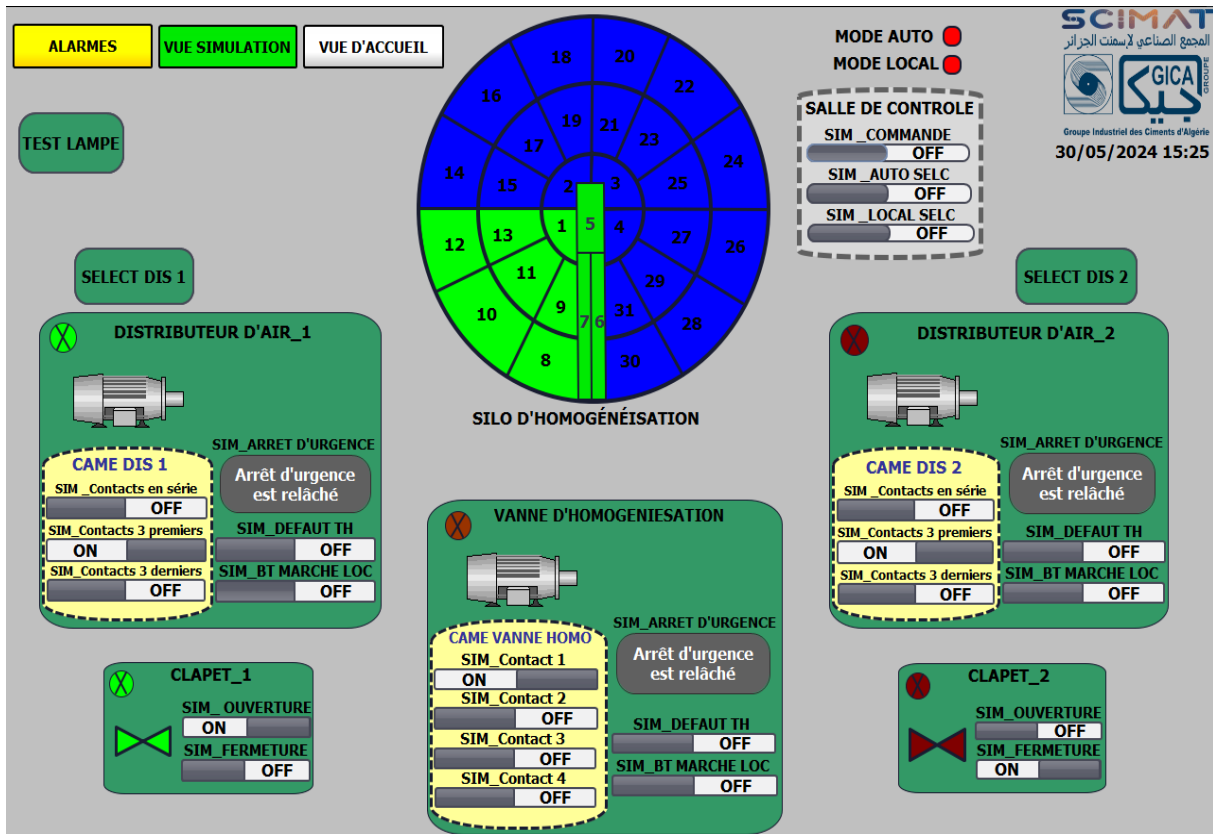 ALARMES
VUE SIMULATION
VUE D'ACCUEIL
MODE AUTO
MODE LOCAL
SCIMAT
المجمع الصناعي لإسمنت الجزائر
GICA
جيكا
GROUPE
Groupe Industriel des Ciments d'Algérie
30/05/2024 15:25
TEST LAMPE
SALLE DE CONTROLE
SIM _COMMANDE
OFF
SIM _AUTO SELC
OFF
SIM _LOCAL SELC
OFF
18
20
16
22
19
21
17
23
14
24
15
2
3
25
5
12
13
1
4
27
26
11
29
10
9
7
6
31
28
8
30
SILO D'HOMOGÉNÉISATION
SELECT DIS 1
SELECT DIS 2
DISTRIBUTEUR D'AIR_1
SIM_ARRET D'URGENCE
Arrêt d'urgence
est relâché
CAME DIS 1
SIM _Contacts en série
OFF
SIM_Contacts 3 premiers
ON
SIM_Contacts 3 derniers
OFF
SIM_DEFAUT TH
OFF
SIM_BT MARCHE LOC
OFF
DISTRIBUTEUR D'AIR_2
SIM_ARRET D'URGENCE
Arrêt d'urgence
est relâché
CAME DIS 2
SIM _Contacts en série
OFF
SIM_Contacts 3 premiers
ON
SIM_Contacts 3 derniers
OFF
SIM_DEFAUT TH
OFF
SIM_BT MARCHE LOC
OFF
VANNE D'HOMOGENIESATION
SIM_ARRET D'URGENCE
Arrêt d'urgence
est relâché
CAME VANNE HOMO
SIM_Contact 1
ON
SIM_Contact 2
OFF
SIM_Contact 3
OFF
SIM_Contact 4
OFF
SIM_DEFAUT TH
OFF
SIM_BT MARCHE LOC
OFF
CLAPET_1
SIM_ OUVERTURE
ON
SIM_FERMETURE
OFF
CLAPET_2
SIM_OUVERTURE
OFF
SIM_FERMETURE
ON